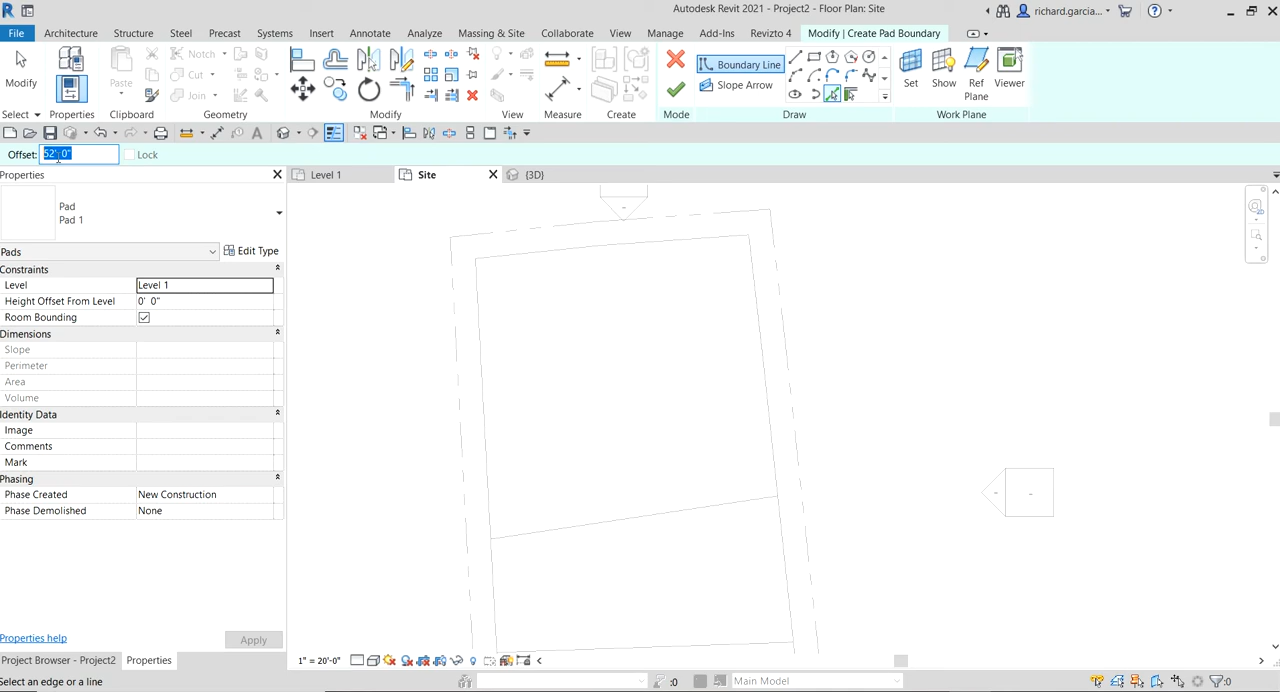 Autodesk Revit 2021 - Project2 - Floor Plan: Site
richard.garcia...
File Architecture Structure Steel Precast Systems Insert Annotate Analyze Massing & Site Collaborate View Manage Add-Ins Revizto 4 Modify | Create Pad Boundary
Modify
Paste
Notch
Cut
Join
Boundary Line
Slope Arrow
Set Show Ref Plane Viewer
Select Properties Clipboard Geometry Modify View Measure Create Mode Draw Work Plane
Offset: 52' 0" Lock
Properties
Level 1 Site {3D}
Pad
Pad 1
Pads Edit Type
Constraints
Level Level 1
Height Offset From Level 0' 0"
Room Bounding
Dimensions
Slope
Perimeter
Area
Volume
Identity Data
Image
Comments
Mark
Phasing
Phase Created New Construction
Phase Demolished None
Properties help Apply
Project Browser - Project2 Properties 1" = 20'-0"
Select an edge or a line :0 Main Model :0